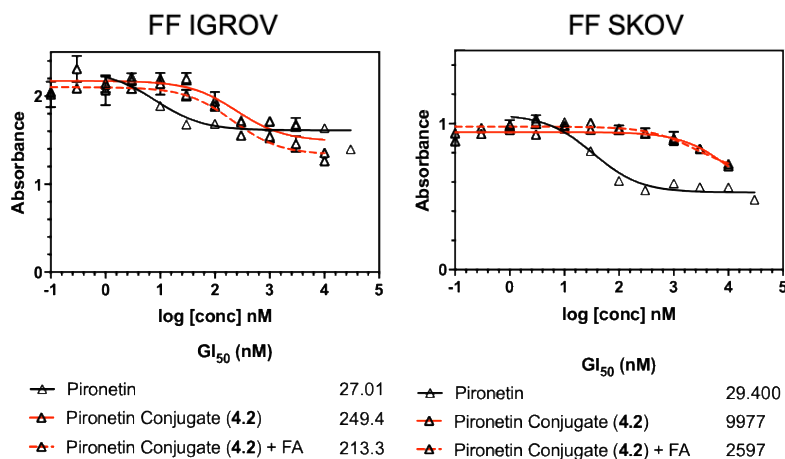 FF IGROV
FF SKOV
Absorbance
2
1
0
-1 0 1 2 3 4 5
log [conc] nM
Absorbance
1
0
-1 0 1 2 3 4 5
log [conc] nM
GI50 (nM)
Pironetin 27.01
Pironetin Conjugate (4.2) 249.4
Pironetin Conjugate (4.2) + FA 213.3
GI50 (nM)
Pironetin 29.400
Pironetin Conjugate (4.2) 9977
Pironetin Conjugate (4.2) + FA 2597